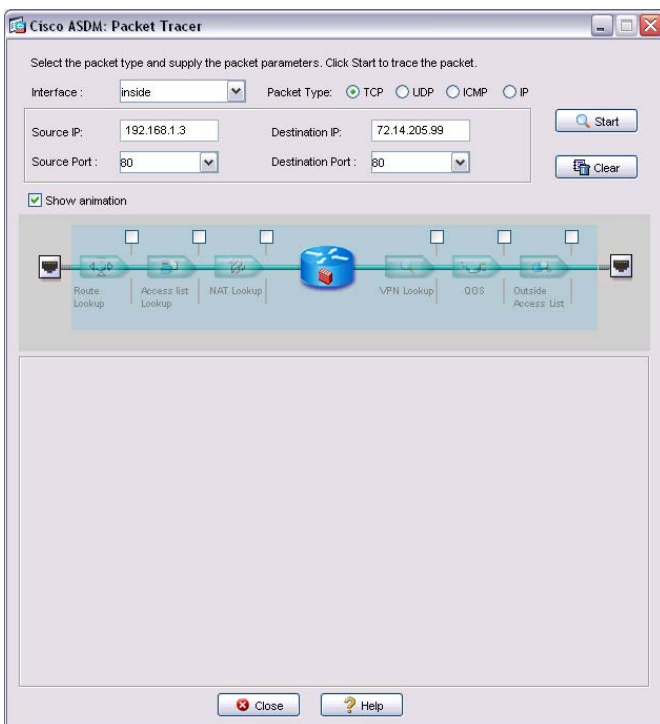 Cisco ASDM: Packet Tracer
Select the packet type and supply the packet parameters. Click Start to trace the packet.
Interface : inside Packet Type: TCP UDP ICMP IP
Source IP: 192.168.1.3 Destination IP: 72.14.205.99 Start
Source Port : 80 Destination Port : 80 Clear
Show animation
Route Lookup
Access list Lookup
NAT Lookup
VPN Lookup
QOS
Outside Access List
Close Help